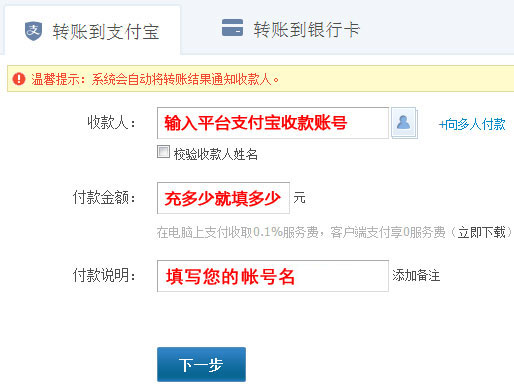 支 转账到支付宝 转账到银行卡
温馨提示：系统会自动将转账结果通知收款人。
收款人： 输入平台支付宝收款账号 +向多人付款
校验收款人姓名
付款金额： 充多少就填多少 元
在电脑上支付收取0.1%服务费，客户端支付享0服务费（立即下载）
付款说明： 填写您的帐号名 添加备注
下一步